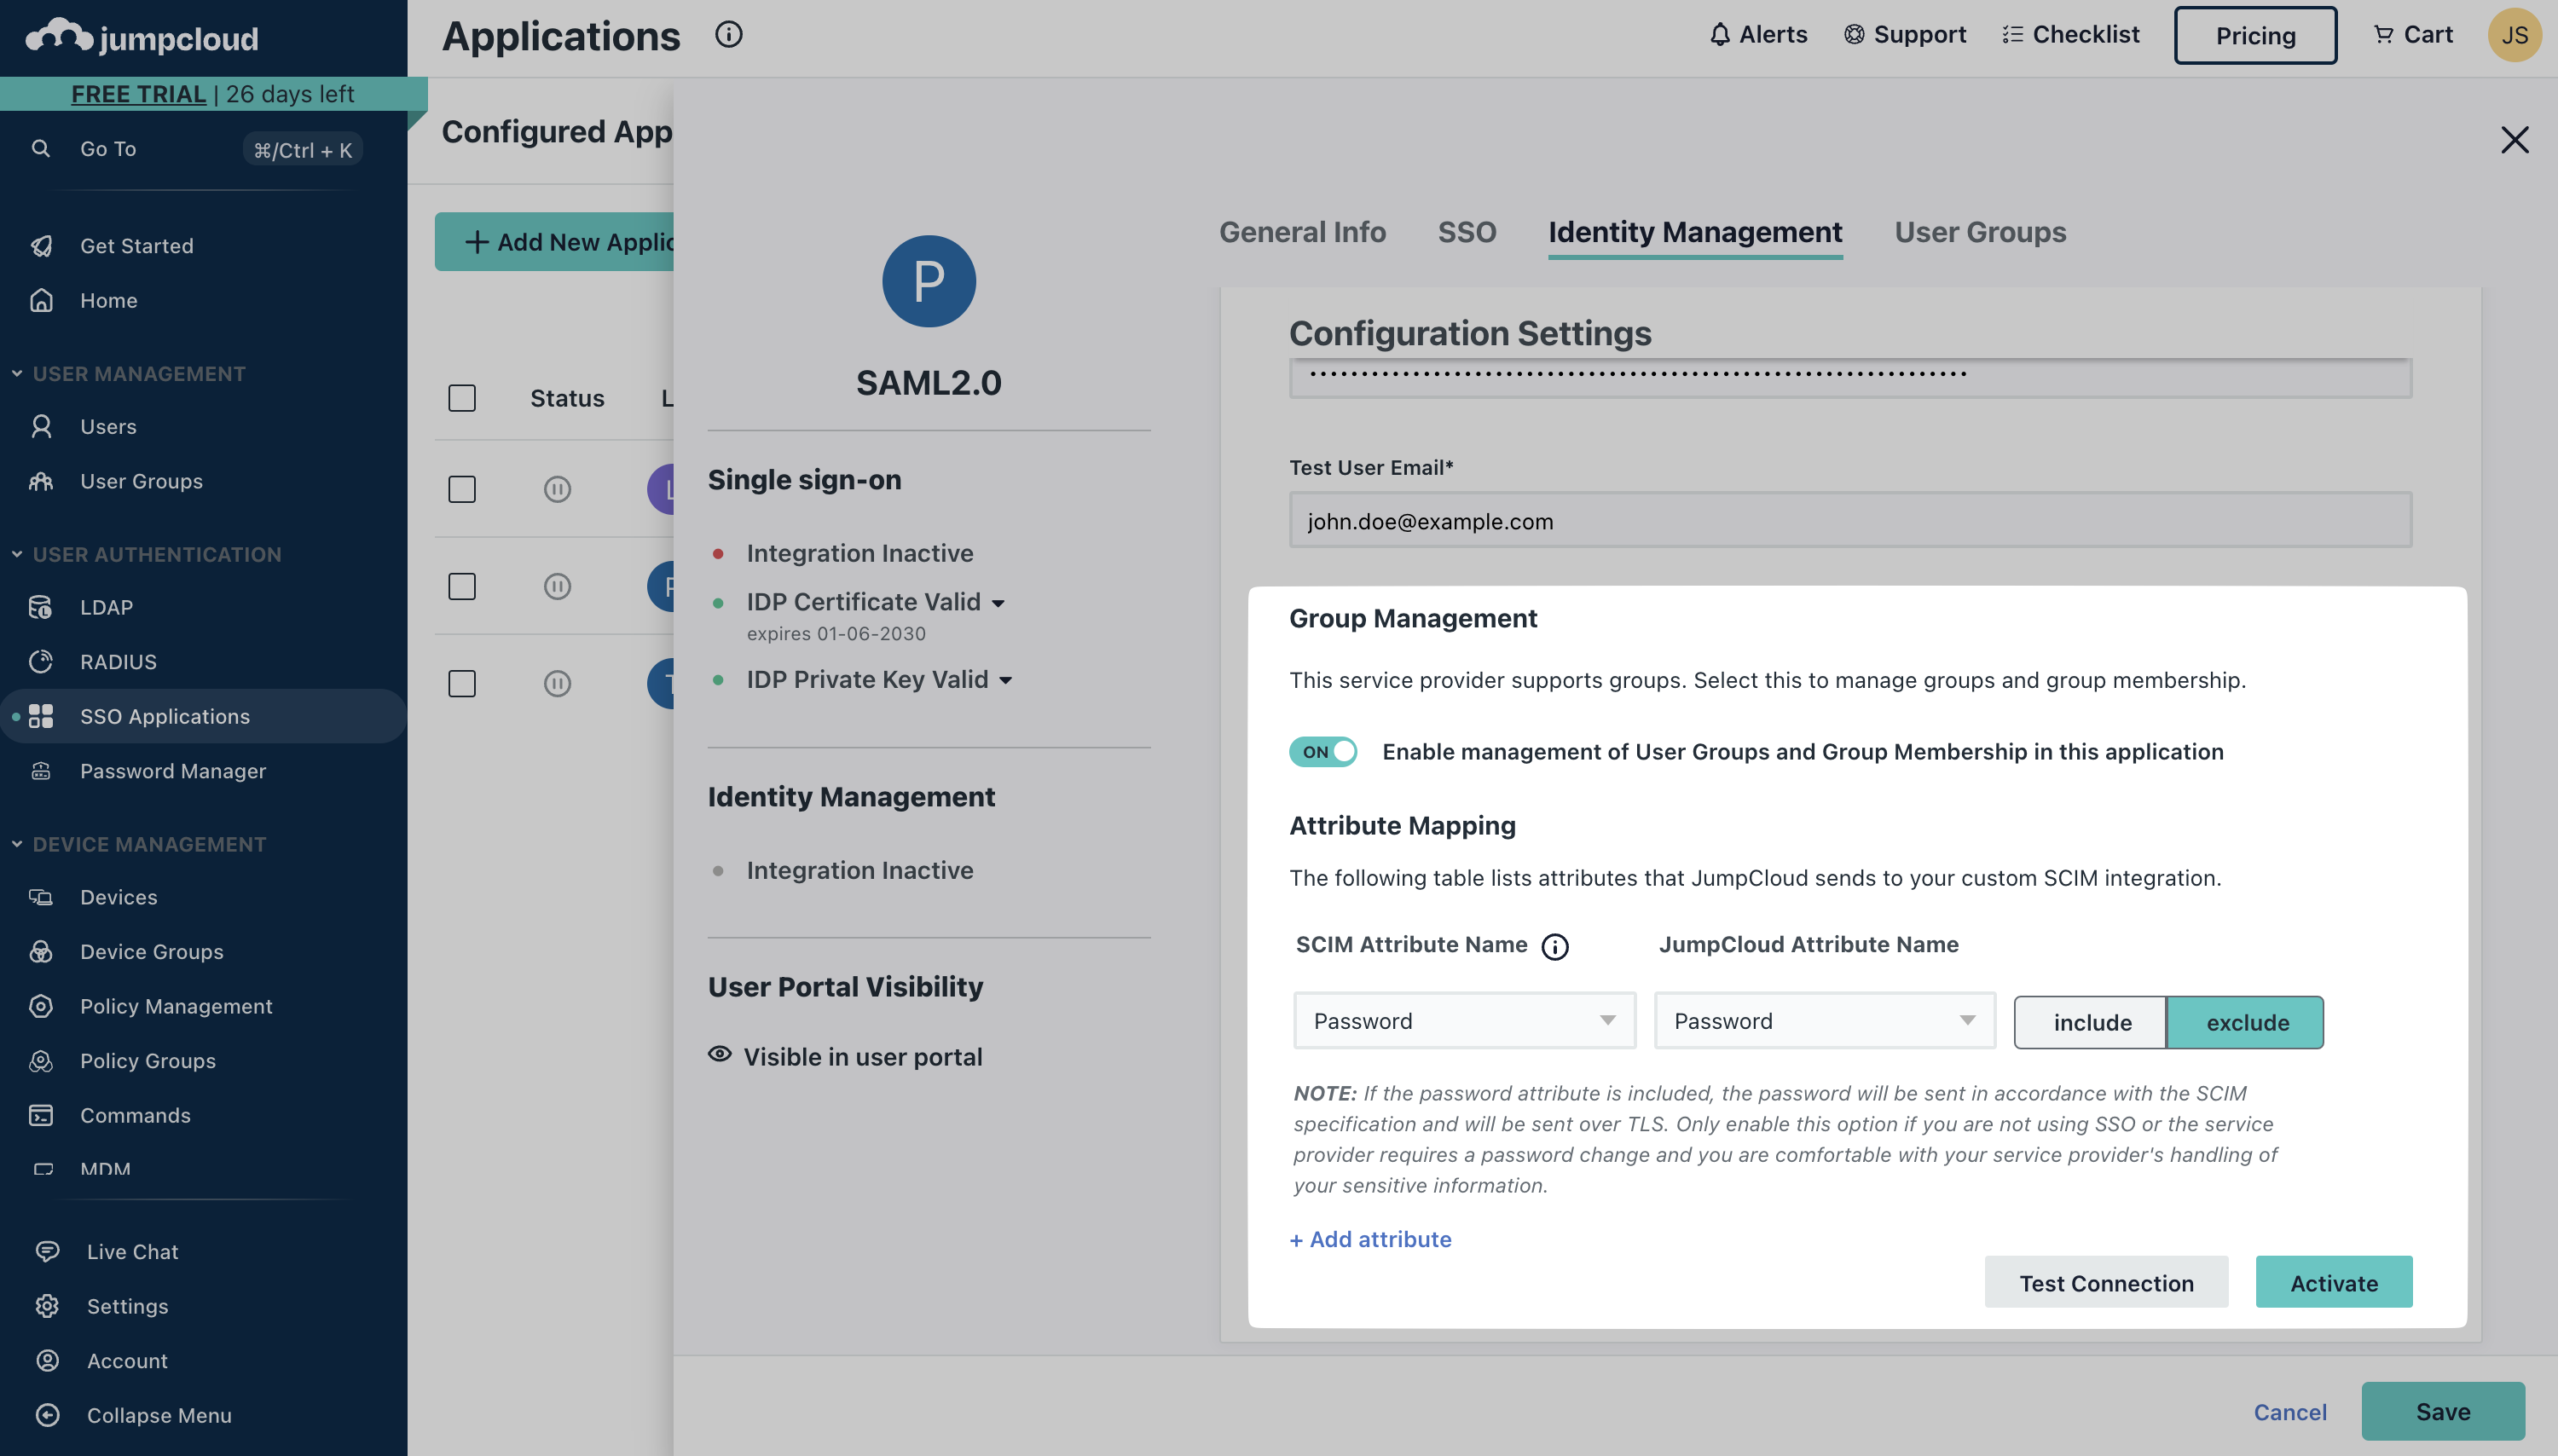 jumpcloud
FREE TRIAL | 26 days left
Go To
⌘/Ctrl + K
Get Started
Home
USER MANAGEMENT
Users
User Groups
USER AUTHENTICATION
LDAP
RADIUS
SSO Applications
Password Manager
DEVICE MANAGEMENT
Devices
Device Groups
Policy Management
Policy Groups
Commands
MDM
Live Chat
Settings
Account
Collapse Menu
Applications
Alerts
Support
Checklist
Pricing
Cart
JS
Configured App
+ Add New Applic
Status
L
L
P
T
P
SAML2.0
Single sign-on
Integration Inactive
IDP Certificate Valid
expires 01-06-2030
IDP Private Key Valid
Identity Management
Integration Inactive
User Portal Visibility
Visible in user portal
General Info
SSO
Identity Management
User Groups
Configuration Settings
Test User Email*
john.doe@example.com
Group Management
This service provider supports groups. Select this to manage groups and group membership.
ON
Enable management of User Groups and Group Membership in this application
Attribute Mapping
The following table lists attributes that JumpCloud sends to your custom SCIM integration.
SCIM Attribute Name
JumpCloud Attribute Name
Password
Password
include
exclude
NOTE: If the password attribute is included, the password will be sent in accordance with the SCIM
specification and will be sent over TLS. Only enable this option if you are not using SSO or the service
provider requires a password change and you are comfortable with your service provider's handling of
your sensitive information.
+ Add attribute
Test Connection
Activate
Cancel
Save